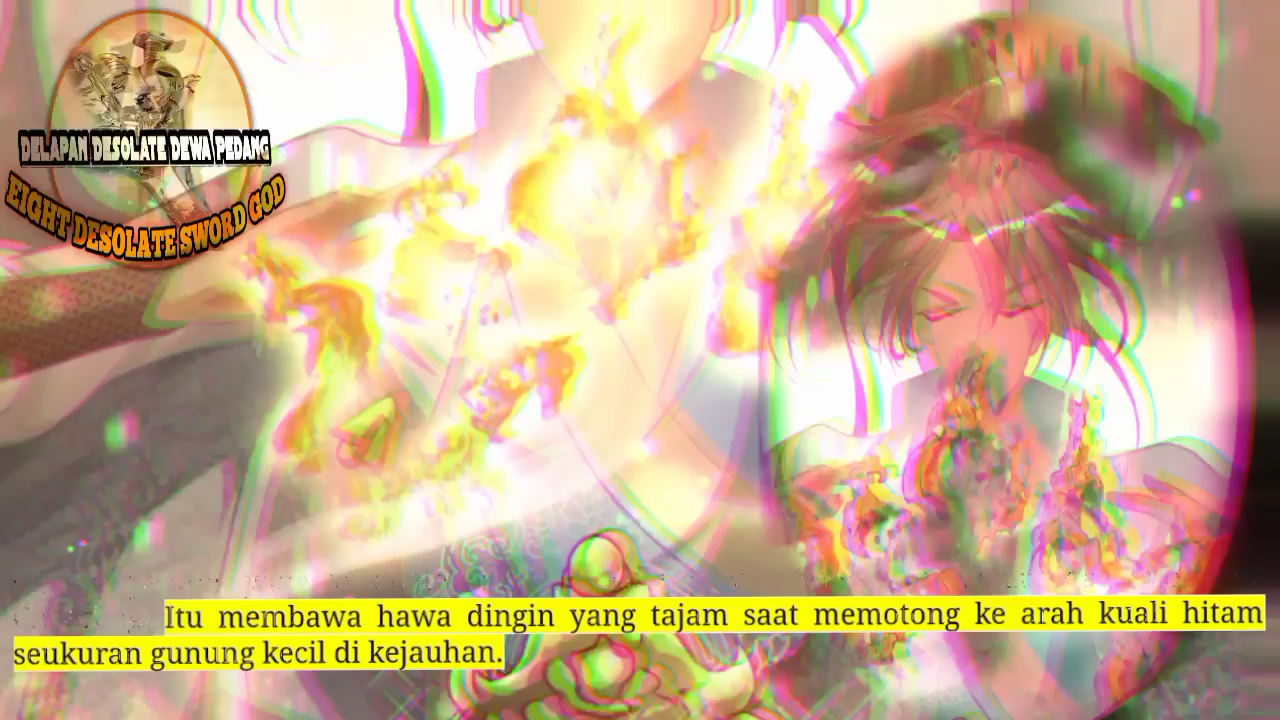 DELAPAN DESOLATE DEWA PEDANG
EIGHT DESOLATE SWORD GOD
Itu membawa hawa dingin yang tajam saat memotong ke arah kuali hitam
seukuran gunung kecil di kejauhan.